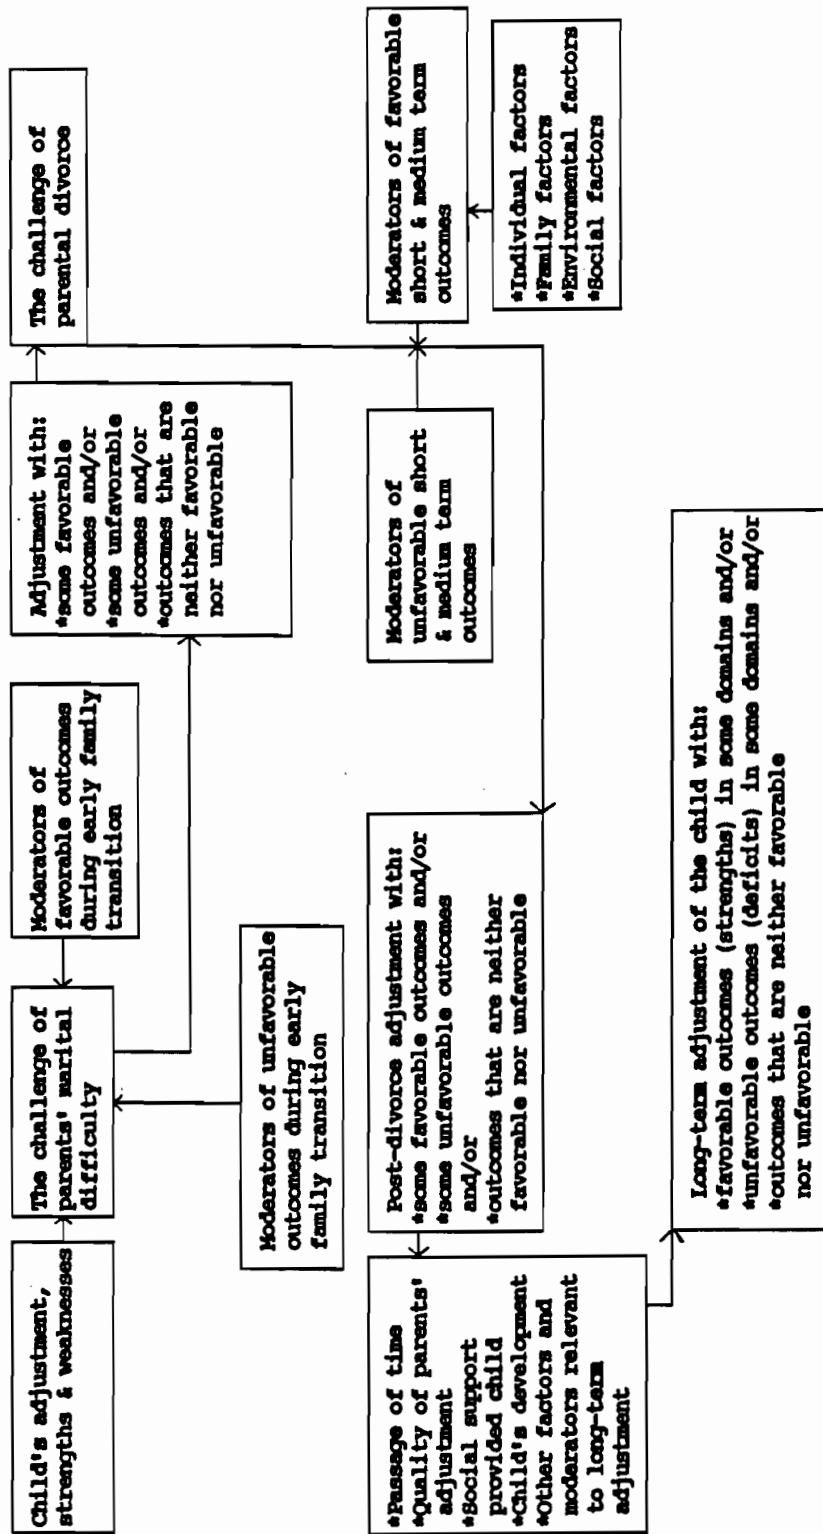 Child's adjustment,
strengths & weaknesses
The challenge of
parents' marital
difficulty
Moderators of
favorable outcomes
during early family
transition
Adjustment with:
*some favorable
outcomes and/or
*some unfavorable
outcomes and/or
*outcomes that are
neither favorable
nor unfavorable
The challenge of
parental divorce
Moderators of unfavorable
outcomes during early
family transition
Moderators of
unfavorable short
& medium term
outcomes
Moderators of favorable
short & medium term
outcomes
*Individual factors
*Family factors
*Environmental factors
*Social factors
Post-divorce adjustment with:
*some favorable outcomes and/or
*some unfavorable outcomes
and/or
*outcomes that are neither
favorable nor unfavorable
*Passage of time
*Quality of parents'
adjustment
*Social support
provided child
*Child's development
*Other factors and
moderators relevant
to long-term
adjustment
Long-term adjustment of the child with:
*favorable outcomes (strengths) in some domains and/or
*unfavorable outcomes (deficits) in some domains and/or
*outcomes that are neither favorable
nor unfavorable